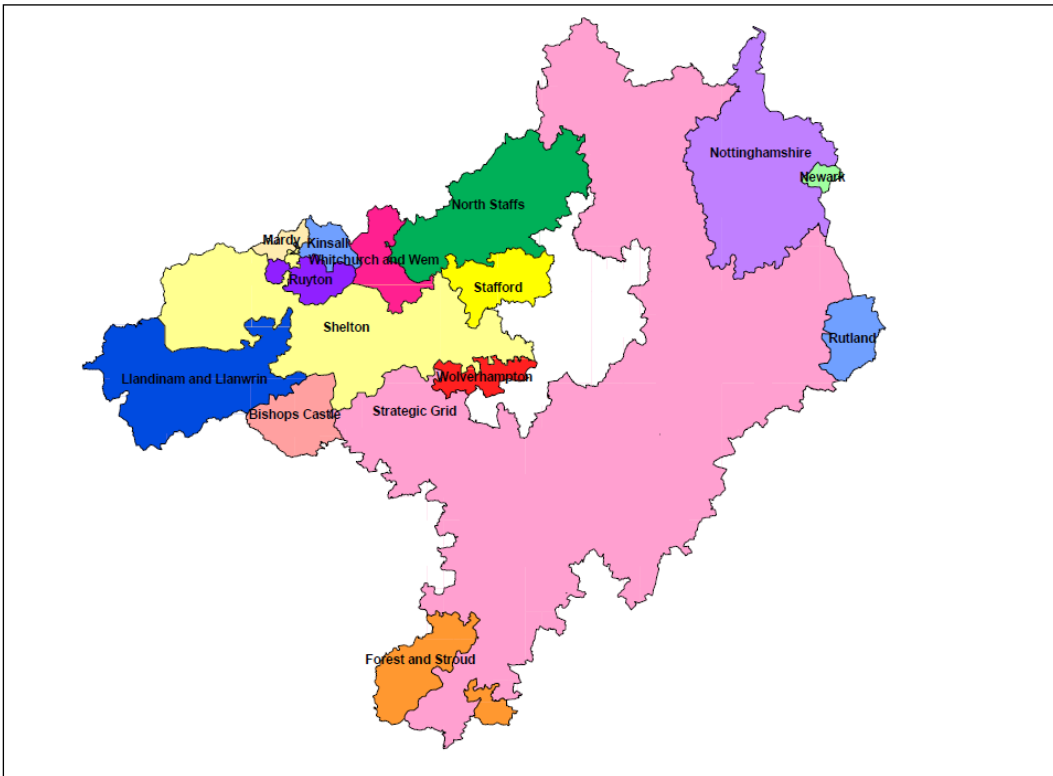 Nottinghamshire
Newark
North Staffs
Mardy
Kinsall
Whitchurch and Wem
Ruyton
Stafford
Shelton
Rutland
Llandinam and Llanwrin
Wolverhampton
Bishops Castle
Strategic Grid
Forest and Stroud